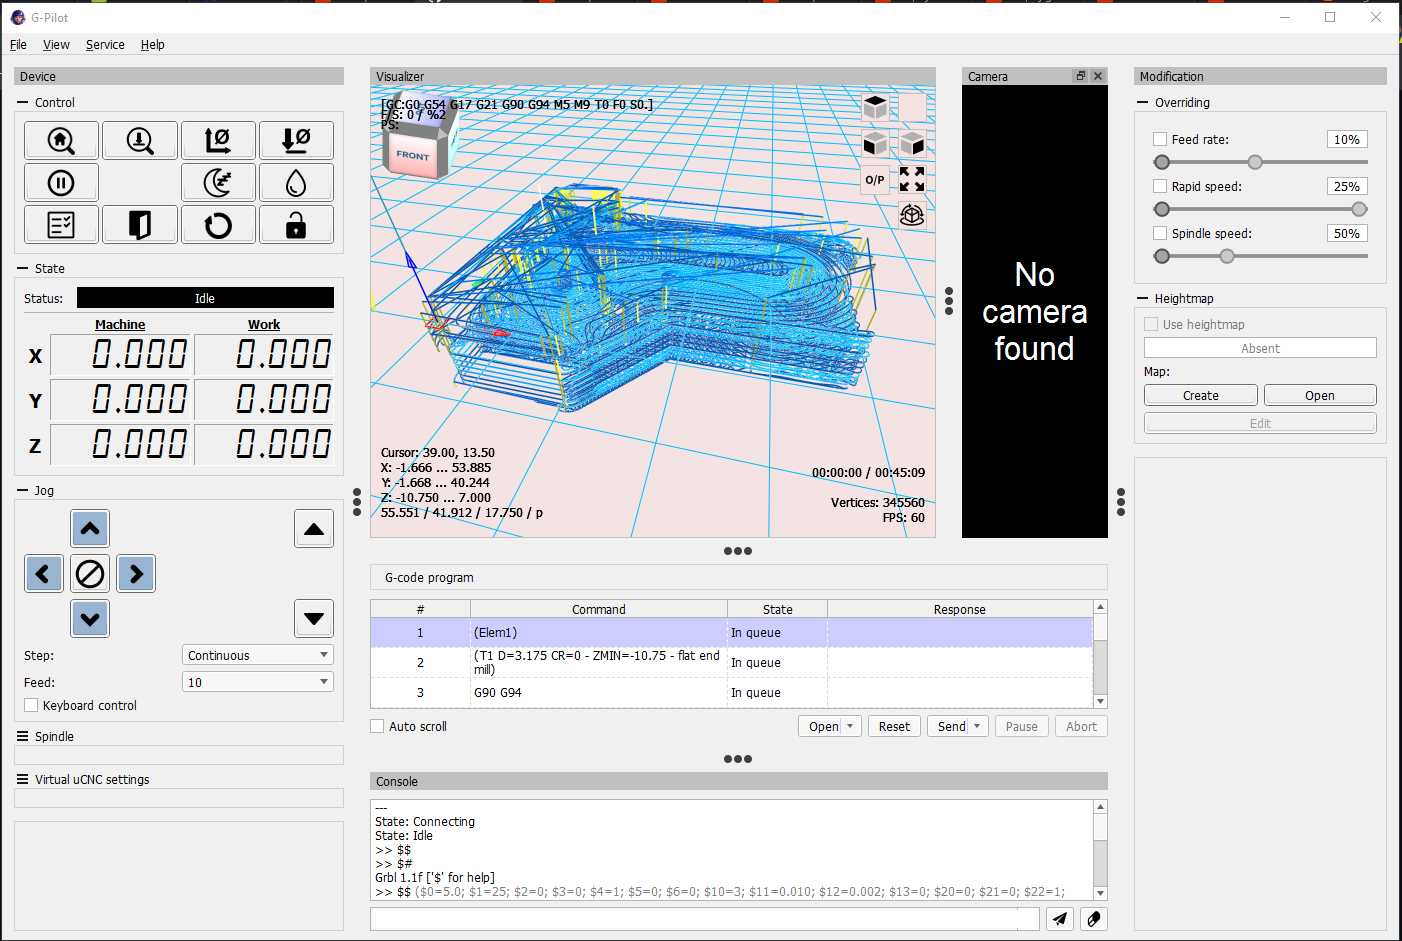 G-Pilot
File View Service Help
Device
Control
State
Status: Idle
Machine Work
X 0.000 0.000
Y 0.000 0.000
Z 0.000 0.000
Jog
Step: Continuous
Feed: 10
Keyboard control
Spindle
Virtual uCNC settings
Visualizer
[GC:G0 G54 G17 G21 G90 G94 M5 M9 T0 F0 S0.]
F/S: 0 / %2
PS:
FRONT
O/P
Cursor: 39.00, 13.50
X: -1.666 ... 53.885
Y: -1.668 ... 40.244
Z: -10.750 ... 7.000
55.551 / 41.912 / 17.750 / p
00:00:00 / 00:45:09
Vertices: 345560
FPS: 60
Camera
No
camera
found
G-code program
# Command State Response
1 (Elem1) In queue
2 (T1 D=3.175 CR=0 - ZMIN=-10.75 - flat end
mill) In queue
3 G90 G94 In queue
Auto scroll
Open Reset Send Pause Abort
Console
---
State: Connecting
State: Idle
>> $$
>> $#
Grbl 1.1f ['$' for help]
>> $$ ($0=5.0; $1=25; $2=0; $3=0; $4=1; $5=0; $6=0; $10=3; $11=0.010; $12=0.002; $13=0; $20=0; $21=0; $22=1;
Modification
Overriding
Feed rate: 10%
Rapid speed: 25%
Spindle speed: 50%
Heightmap
Use heightmap
Absent
Map:
Create Open
Edit